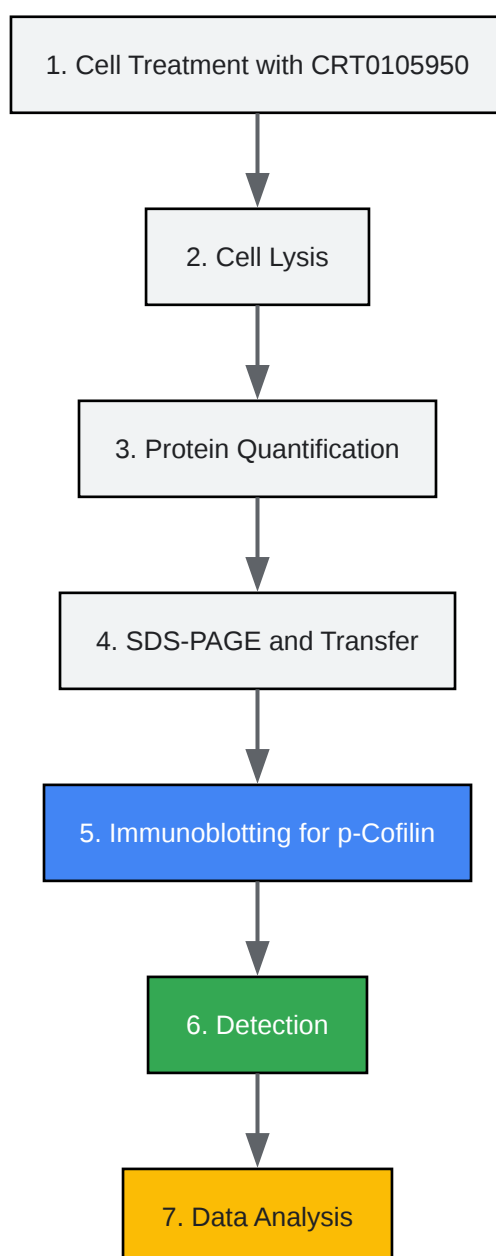 1. Cell Treatment with CRT0105950
2. Cell Lysis
3. Protein Quantification
4. SDS-PAGE and Transfer
5. Immunoblotting for p-Cofilin
6. Detection
7. Data Analysis